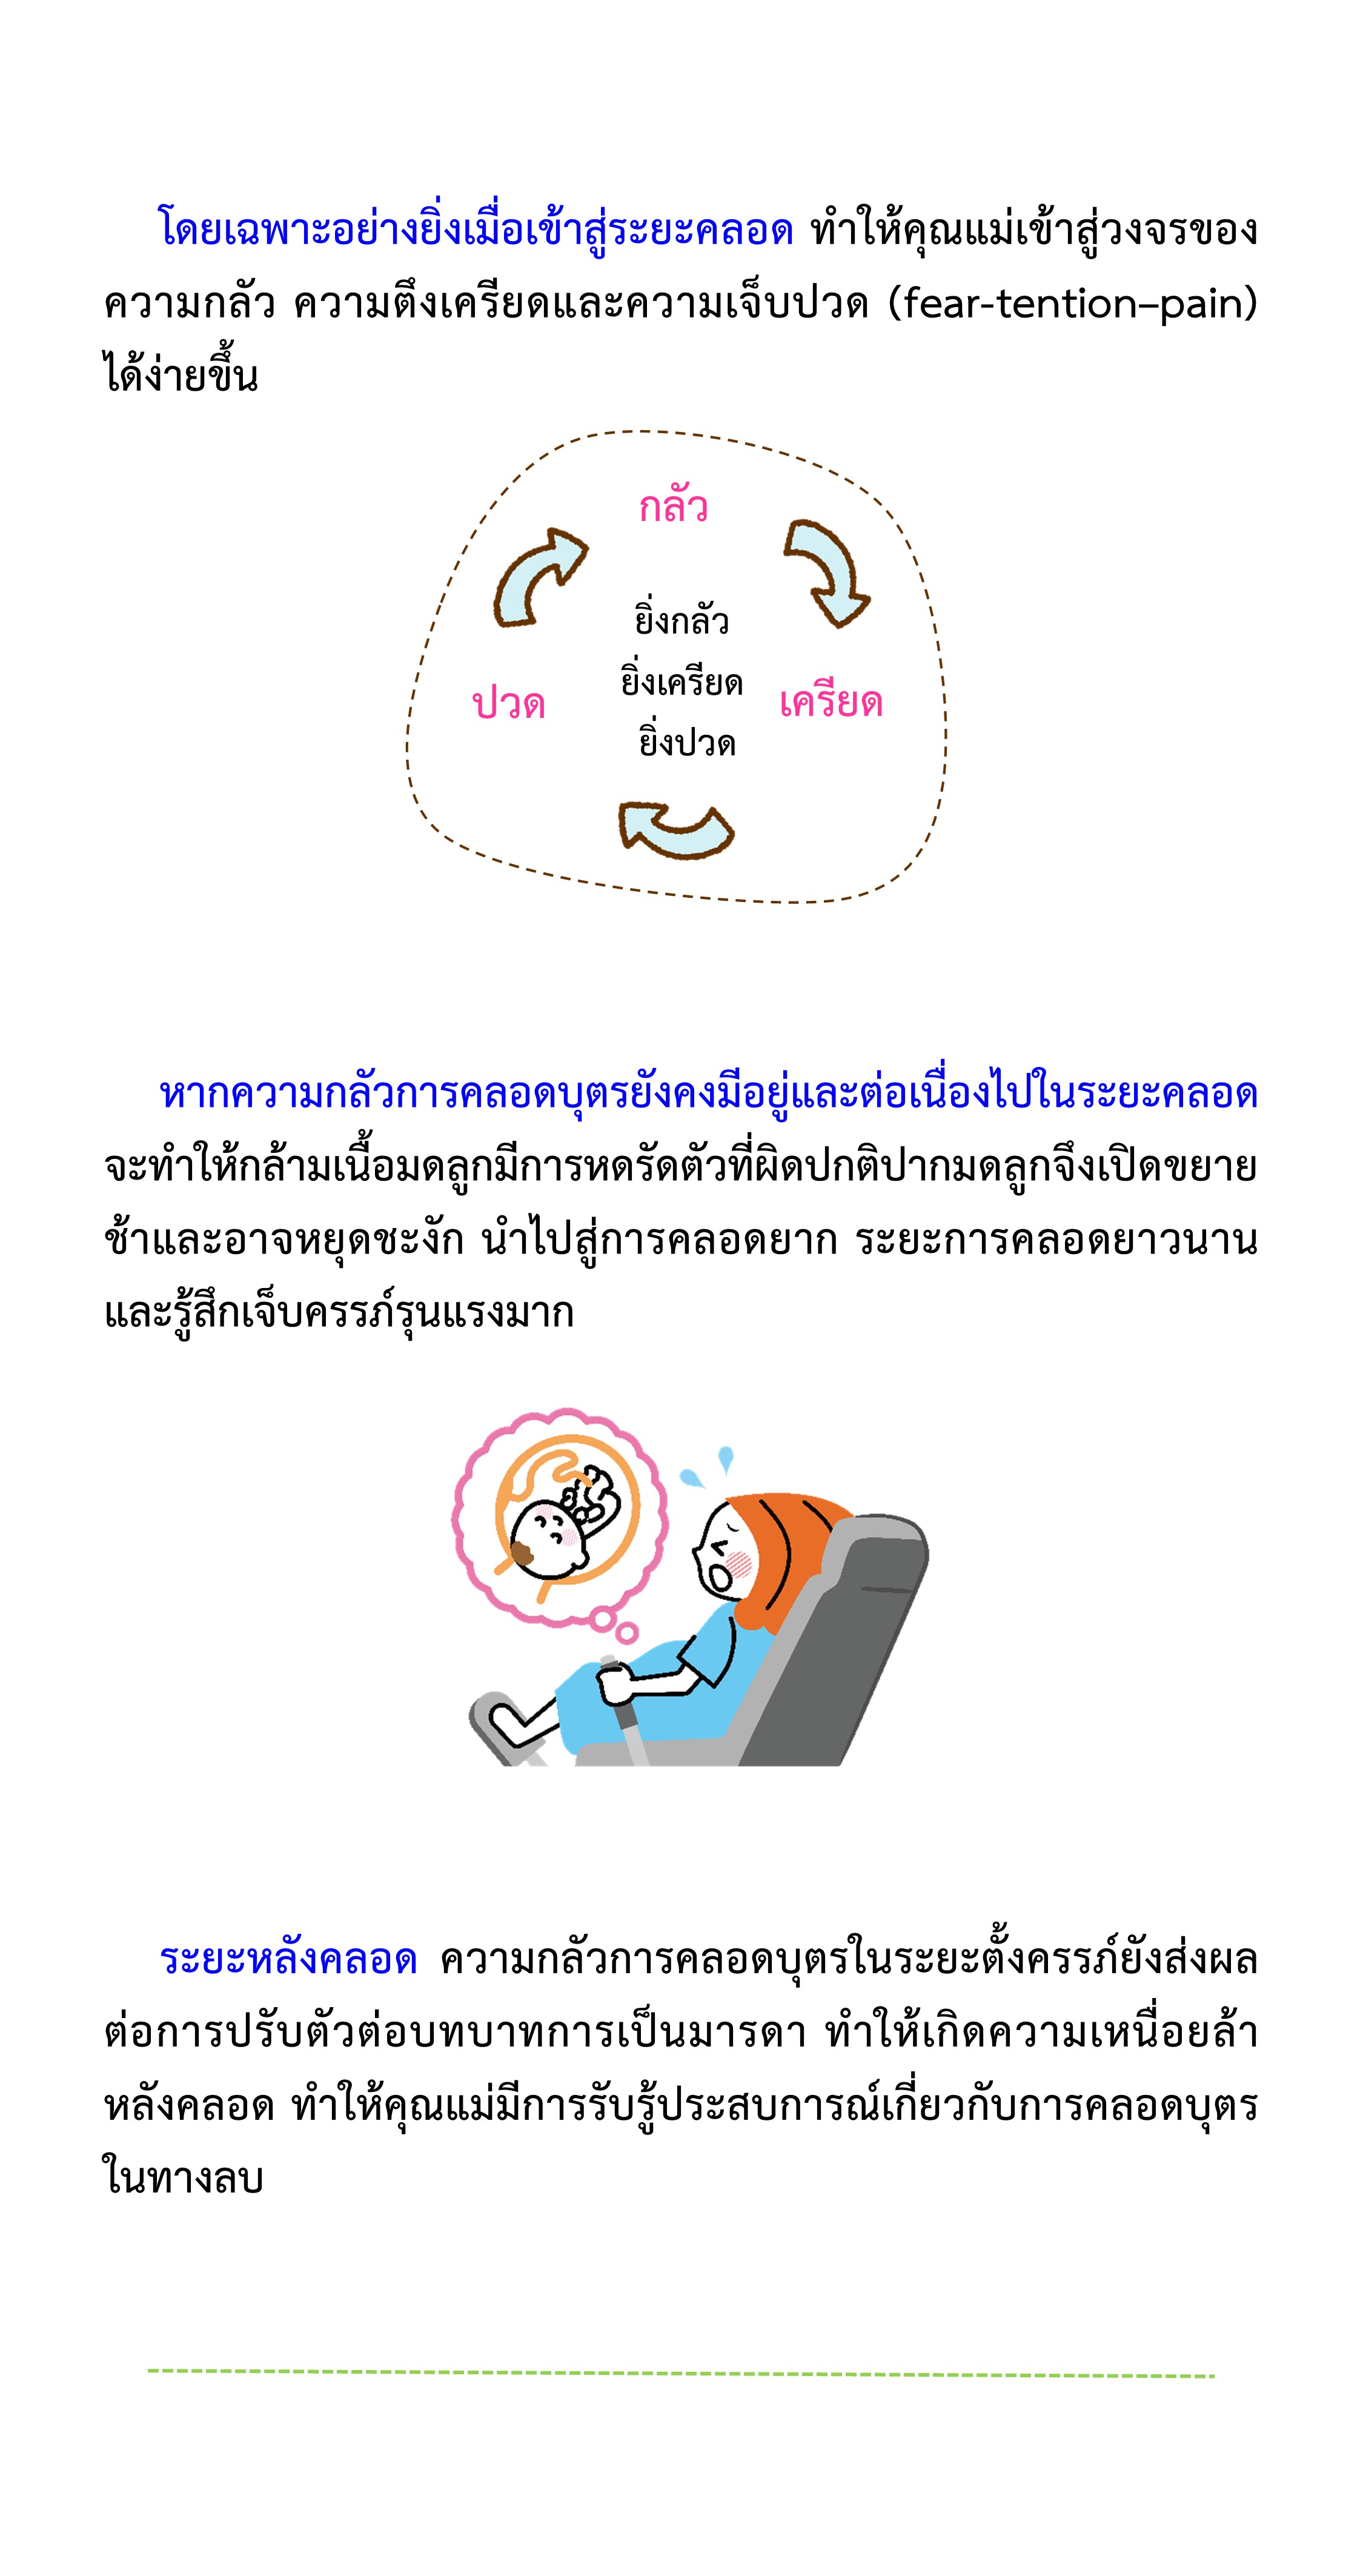 โดยเฉพาะอย่างยิ่งเมื่อเข้าสู่ระยะคลอด ทำให้คุณแม่เข้าสู่วงจรของ
ความกลัว ความตึงเครียดและความเจ็บปวด (fear-tention–pain)
ได้ง่ายขึ้น
กลัว
ยิ่งกลัว
ยิ่งเครียด
ยิ่งปวด
ปวด
เครียด
หากความกลัวการคลอดบุตรยังคงมีอยู่และต่อเนื่องไปในระยะคลอด
จะทำให้กล้ามเนื้อมดลูกมีการหดรัดตัวที่ผิดปกติปากมดลูกจึงเปิดขยาย
ช้าและอาจหยุดชะงัก นำไปสู่การคลอดยาก ระยะการคลอดยาวนาน
และรู้สึกเจ็บครรภ์รุนแรงมาก
ระยะหลังคลอด ความกลัวการคลอดบุตรในระยะตั้งครรภ์ยังส่งผล
ต่อการปรับตัวต่อบทบาทการเป็นมารดา ทำให้เกิดความเหนื่อยล้า
หลังคลอด ทำให้คุณแม่มีการรับรู้ประสบการณ์เกี่ยวกับการคลอดบุตร
ในทางลบ